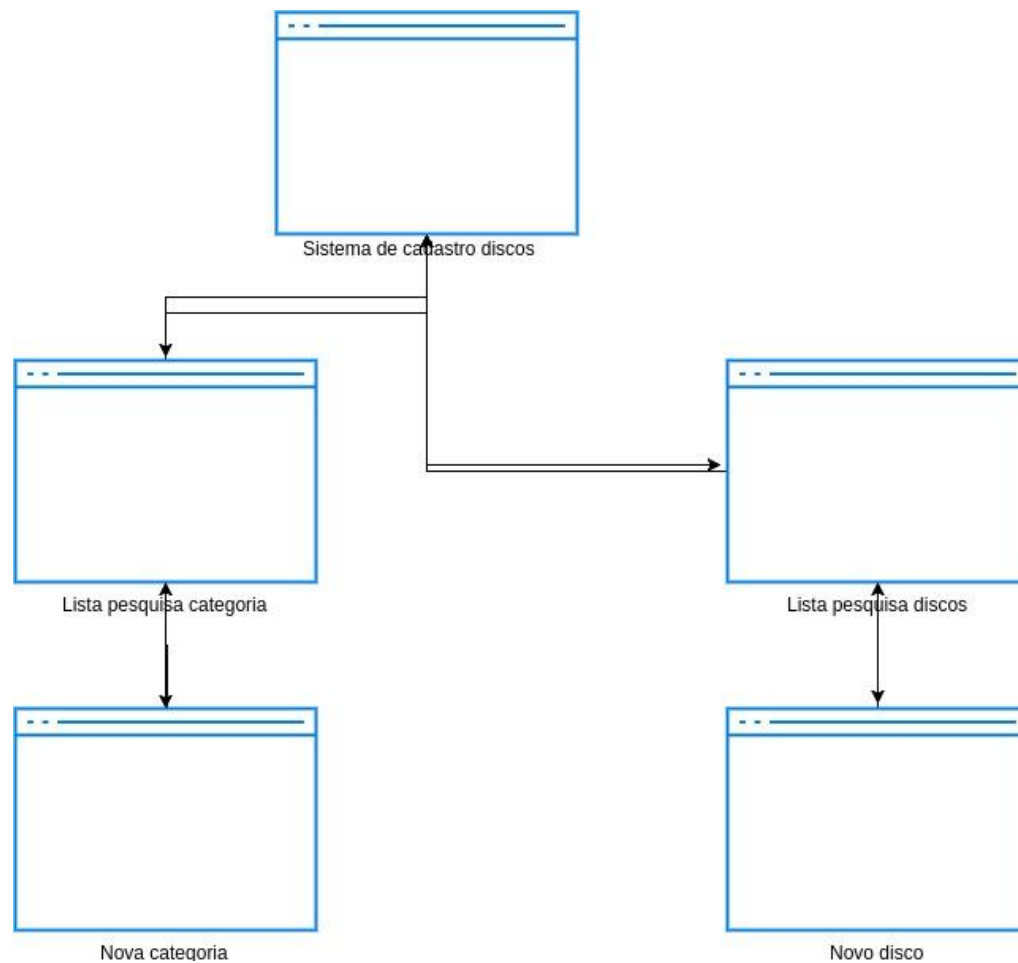 Sistema de cadastro discos
Lista pesquisa categoria
Lista pesquisa discos
Nova categoria
Novo disco